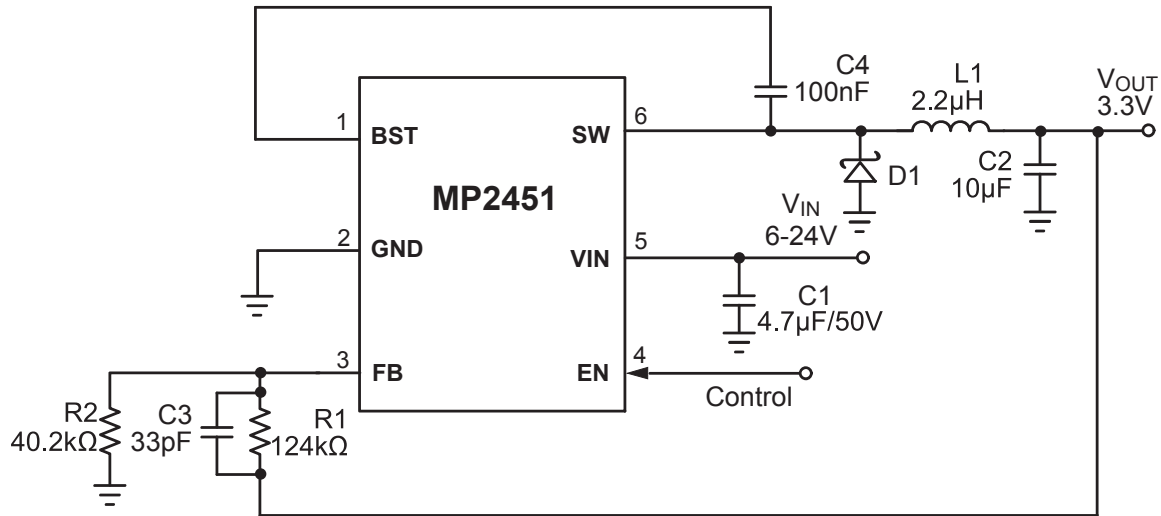 C4
100nF
L1
2.2µH
VOUT
3.3V
1
BST
SW
6
C2
10µF
D1
MP2451
VIN
6-24V
2
GND
VIN
5
C1
4.7µF/50V
3
FB
EN
4
Control
R2
40.2kΩ
C3
33pF
R1
124kΩ